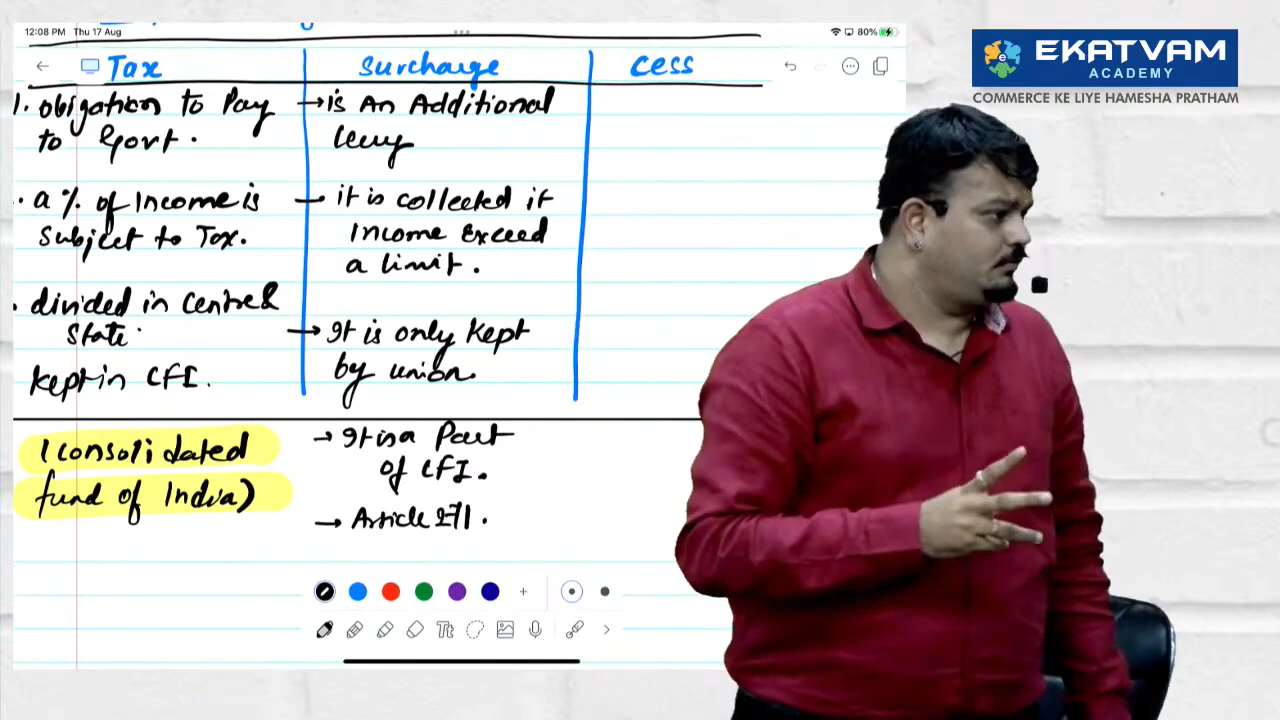 12:08 PM Thu 17 Aug
80%
EKATVAM
ACADEMY
COMMERCE KE LIYE HAMESHA PRATHAM
Tax
1. obigation to Pay
to Govt.
. a % of Income is
Subject to Tax.
. divided in Centre &
State.
Kept in CFI.
(Consolidated
fund of India)
Surcharge
→ is An Additional
levy
— it is collected if
Income Exceed
a limit.
→ It is only Kept
by union.
→ It is a Part
of CFI.
→ Article 271.
Cess
Tt